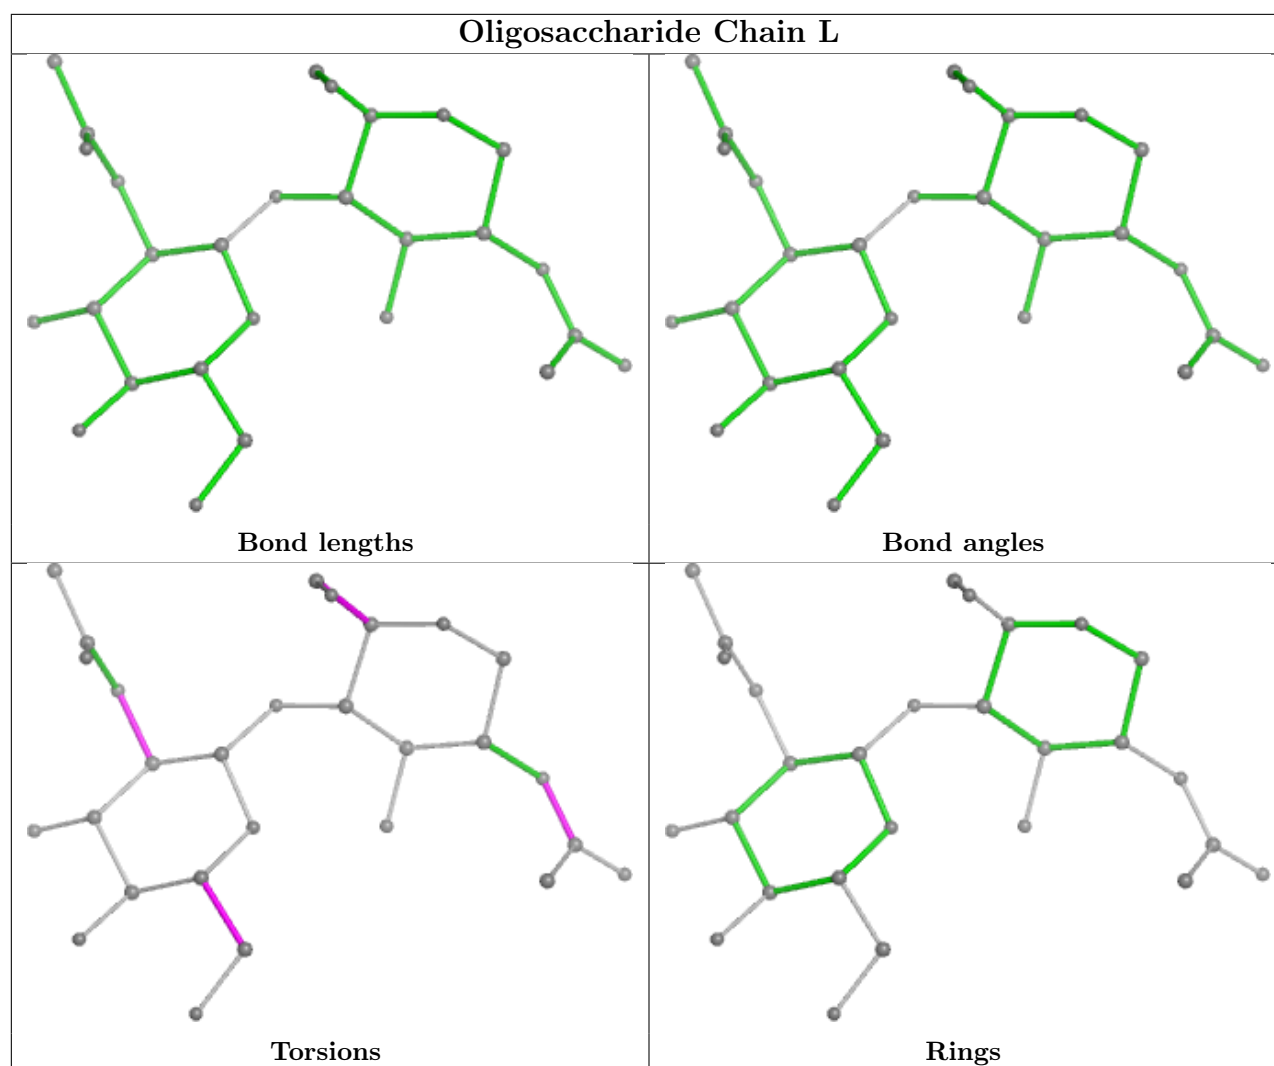 Oligosaccharide Chain L
Bond lengths
Bond angles
Torsions
Rings